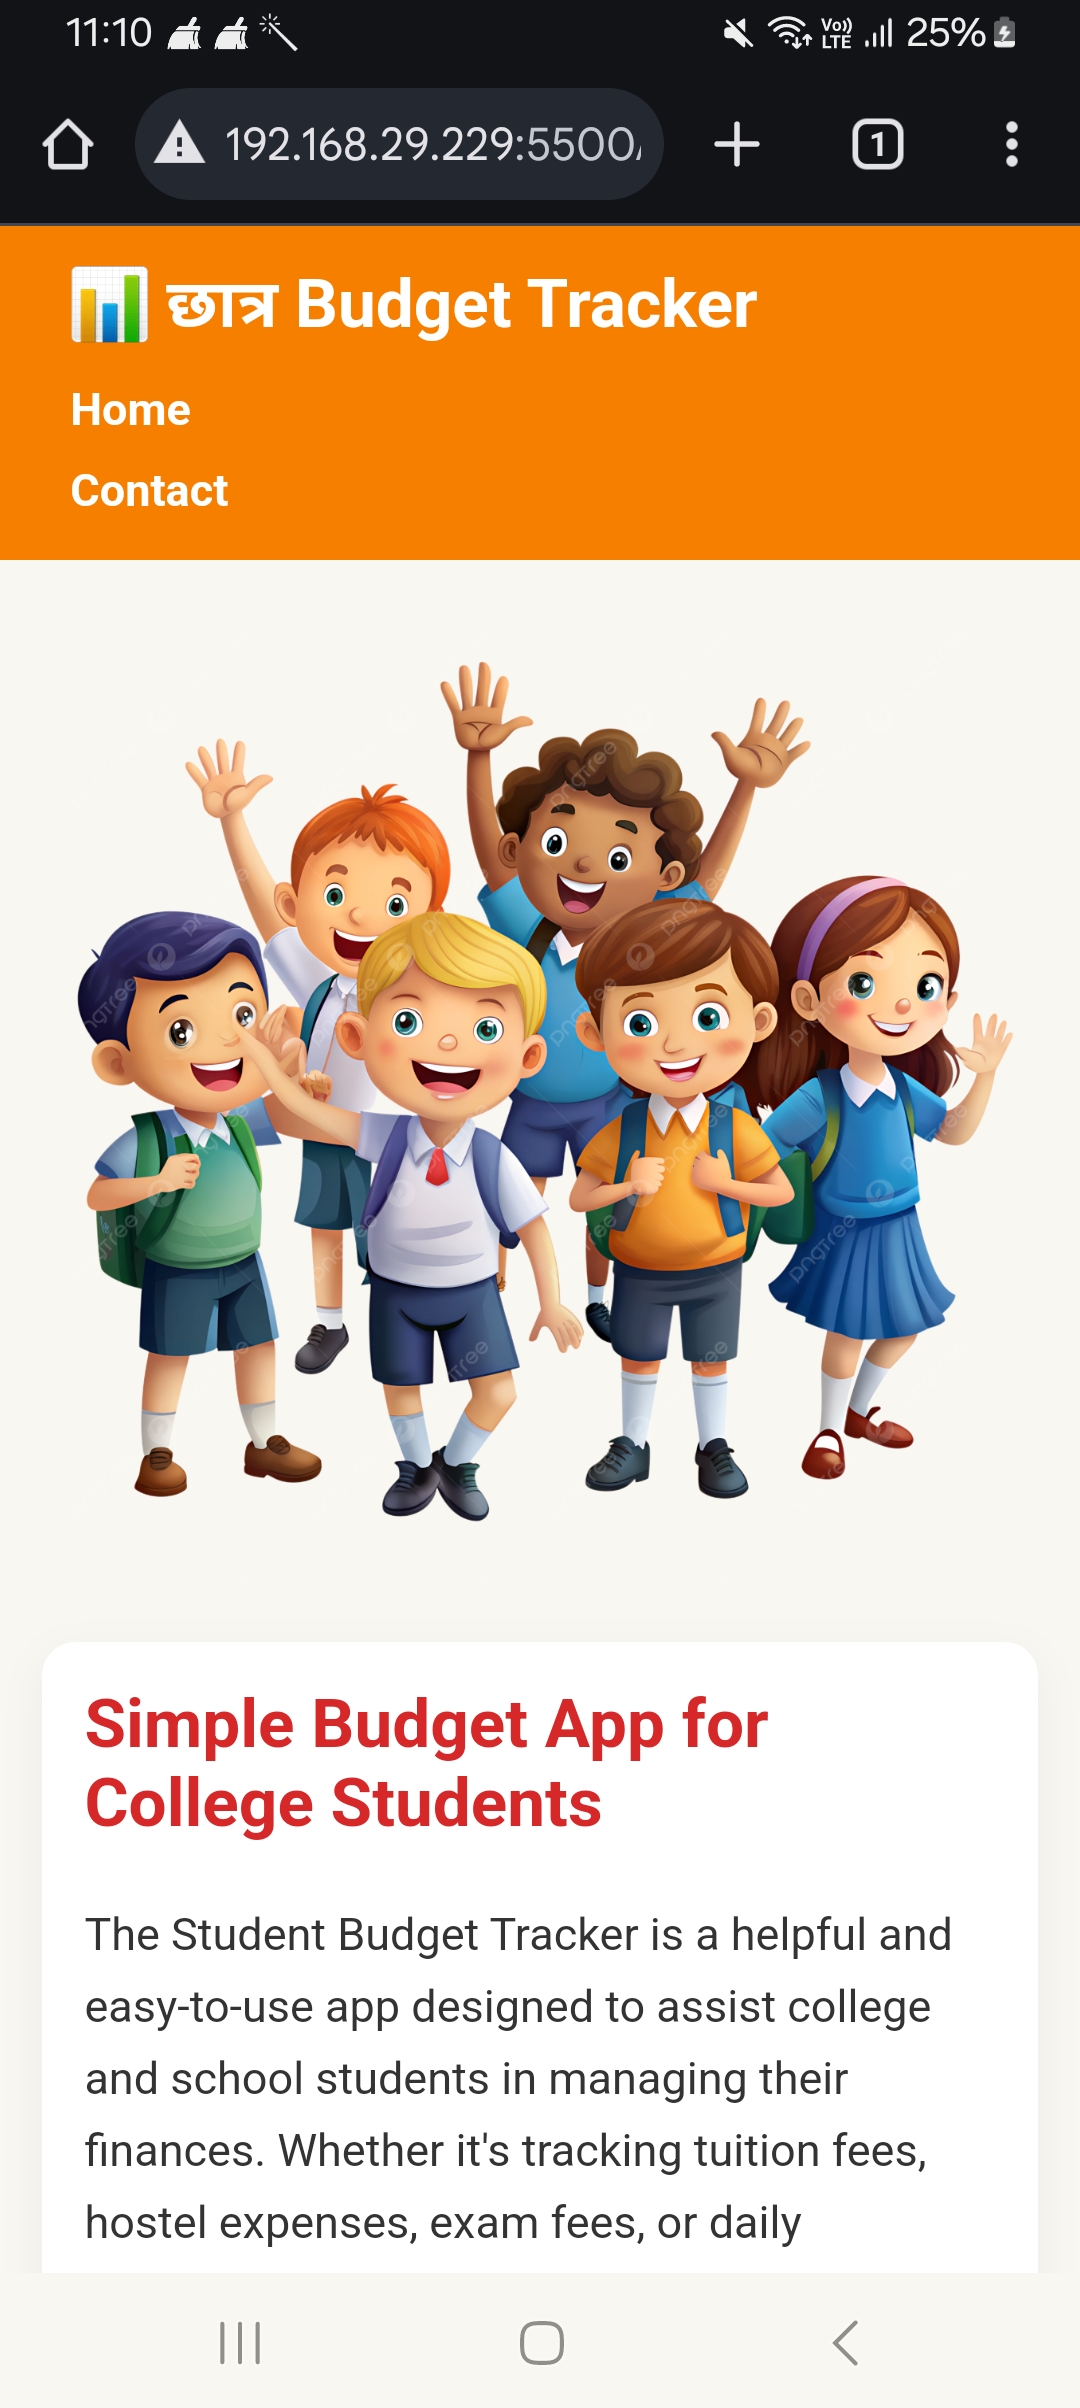 11:10
Vo)) LTE 25%
192.168.29.229:5500/
1
छात्र Budget Tracker
Home
Contact
pngtree
Simple Budget App for
College Students
The Student Budget Tracker is a helpful and
easy-to-use app designed to assist college
and school students in managing their
finances. Whether it's tracking tuition fees,
hostel expenses, exam fees, or daily